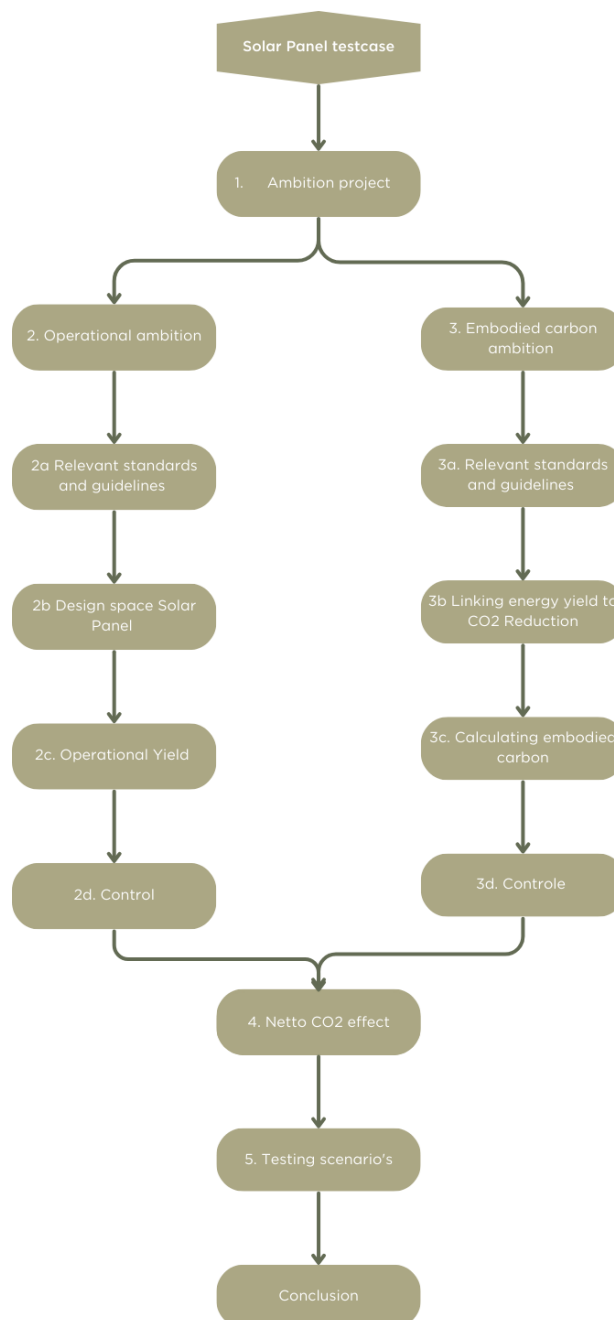 Solar Panel testcase
1. Ambition project
2. Operational ambition
3. Embodied carbon
ambition
2a Relevant standards
and guidelines
3a. Relevant standards
and guidelines
2b Design space Solar
Panel
3b Linking energy yield to
CO2 Reduction
2c. Operational Yield
3c. Calculating embodied
carbon
2d. Control
3d. Controle
4. Netto CO2 effect
5. Testing scenario's
Conclusion